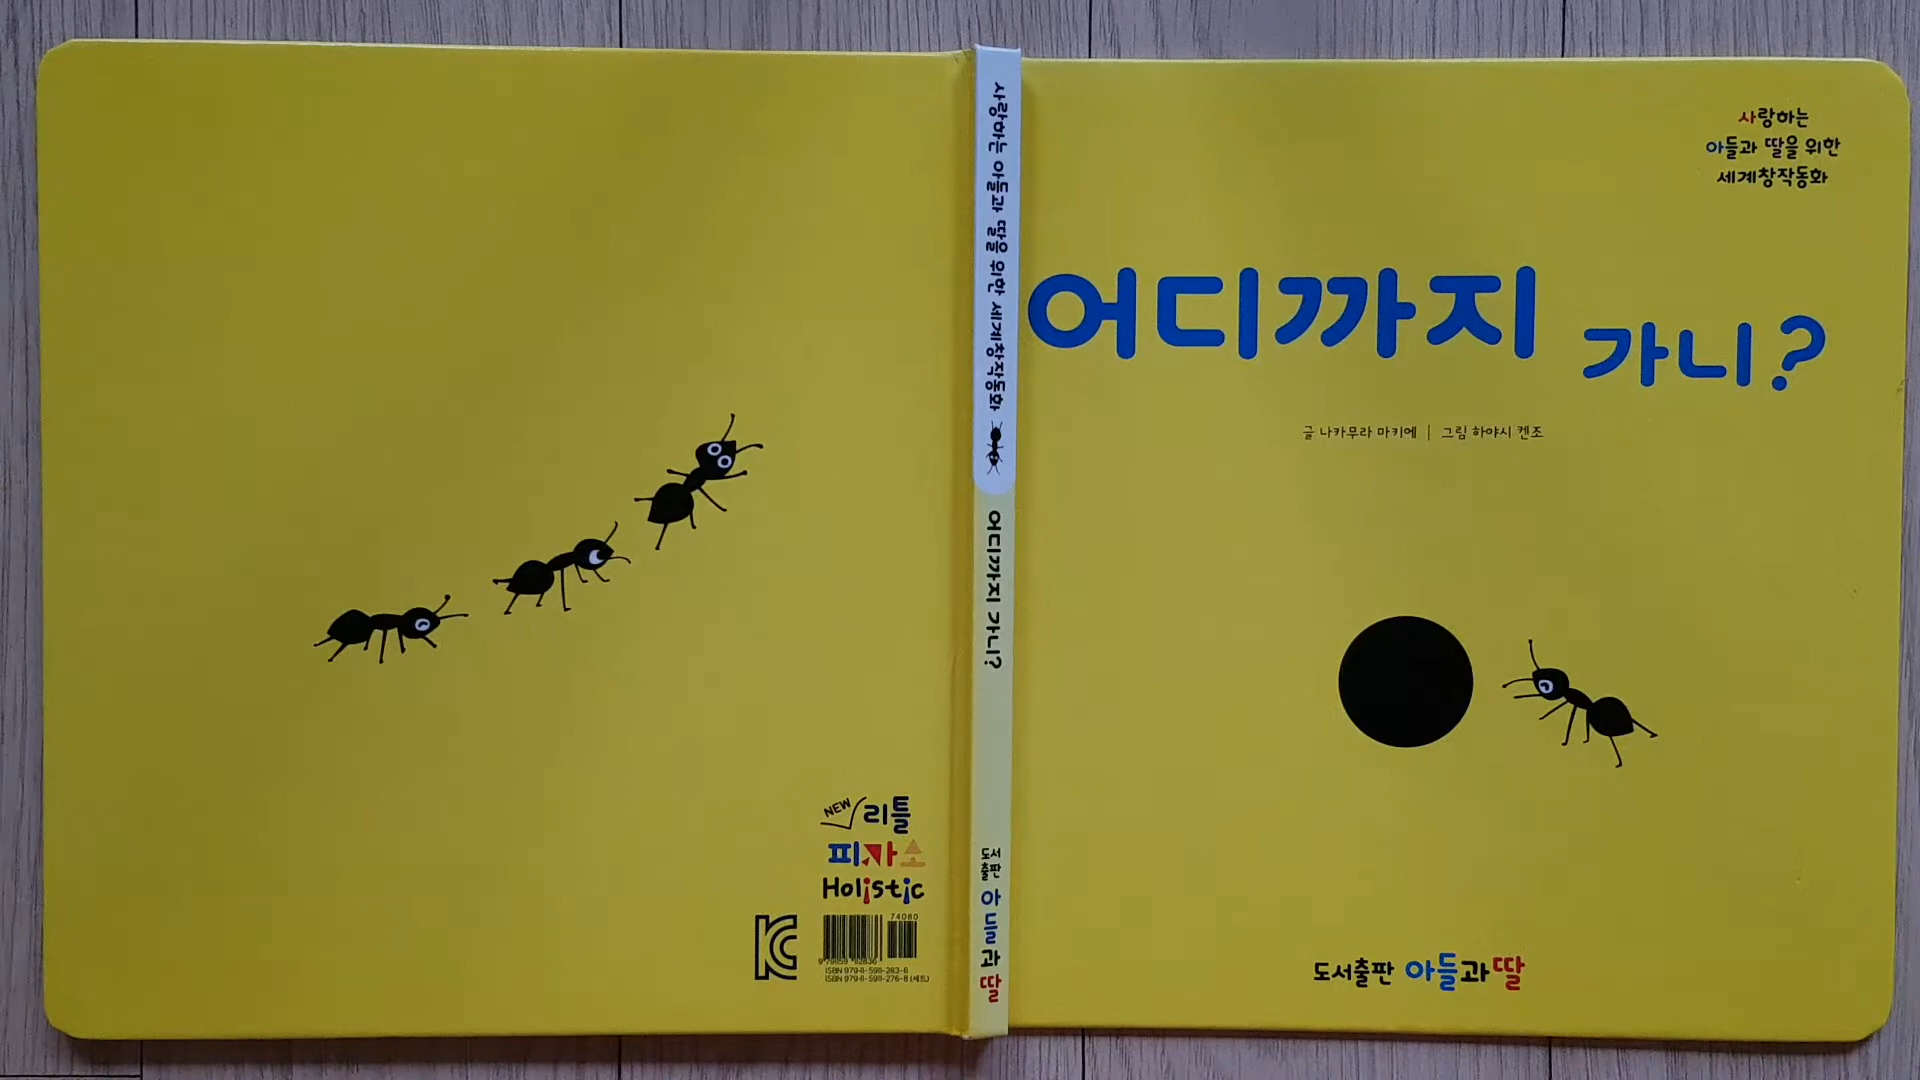 사랑하는
아들과 딸을 위한
세계창작동화
어디까지 가니?
글 나카무라 마키에 | 그림 하야시 켄조
도서출판 아들과딸
사랑하는 아들과 딸을 위한 세계창작동화
어디까지 가니?
도서
출판
아들과딸
NEW 리틀
피카소
Holistic
74080